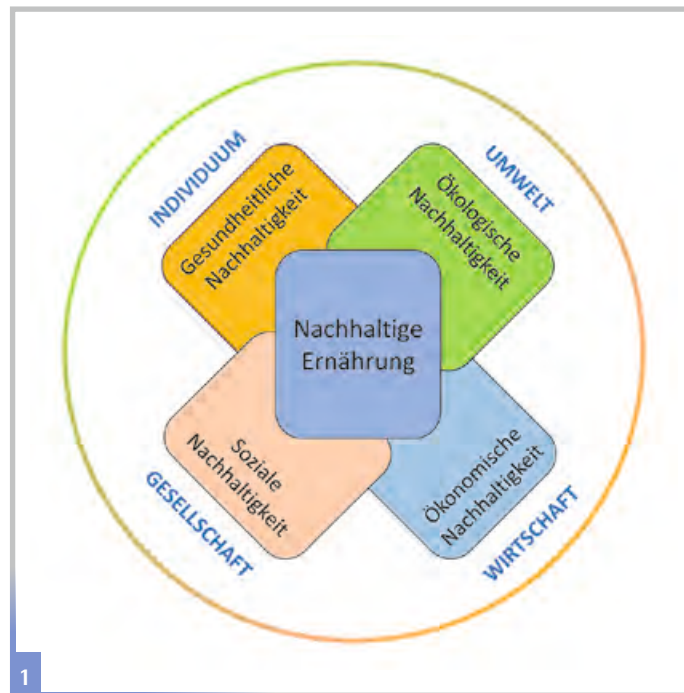 INDIVIDUUM
Gesundheitliche
Nachhaltigkeit
UMWELT
Ökologische
Nachhaltigkeit
Nachhaltige
Ernährung
Soziale
Nachhaltigkeit
GESELLSCHAFT
Ökonomische
Nachhaltigkeit
WIRTSCHAFT
1